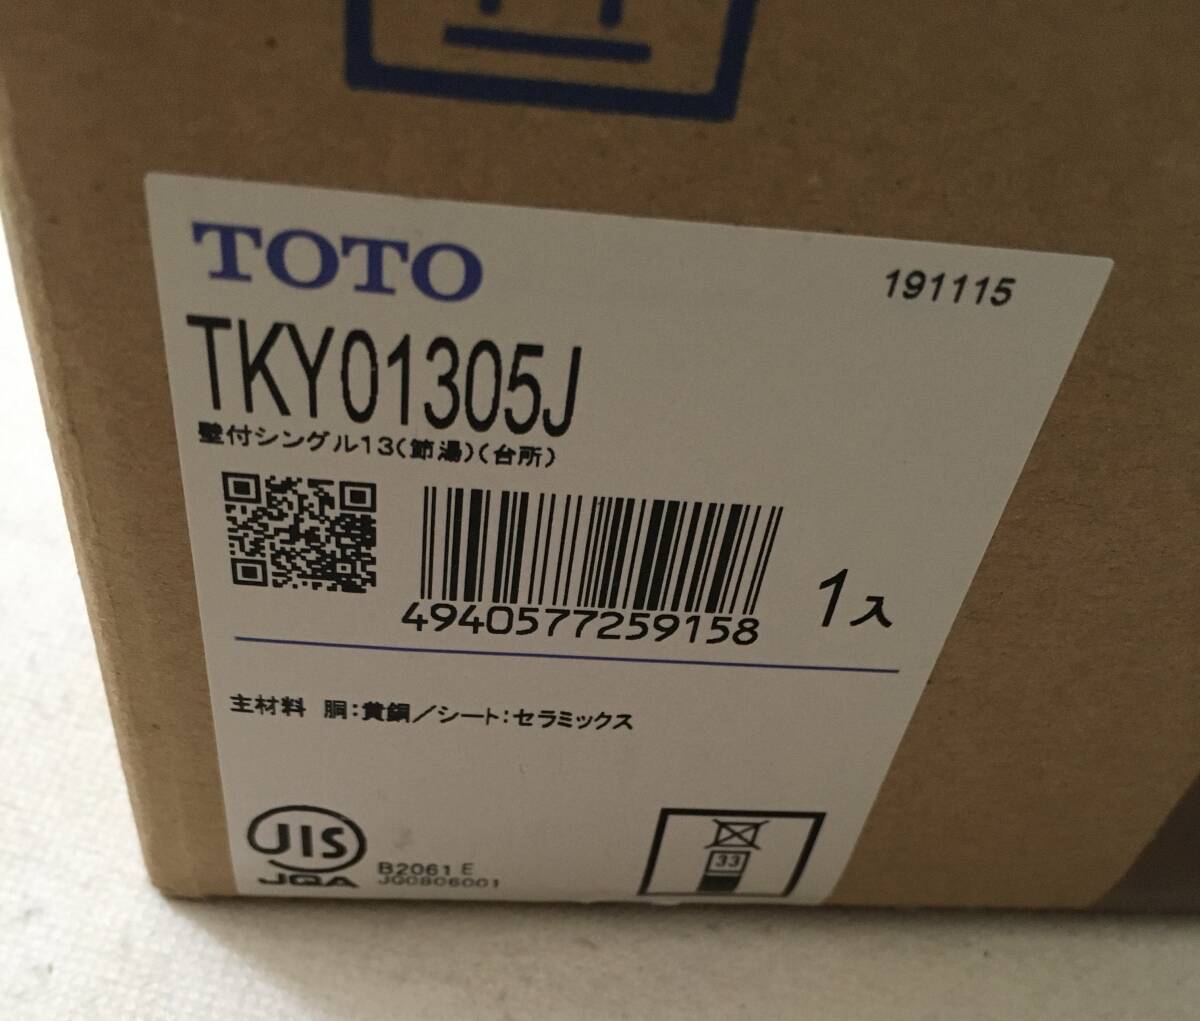 TOTO
191115
TKY01305J
壁付シングル13(節湯)(台所)
4940577259158
1入
主材料 胴:黄銅/シート:セラミックス
JIS
JQA
B2061 E
JQ0806001
33